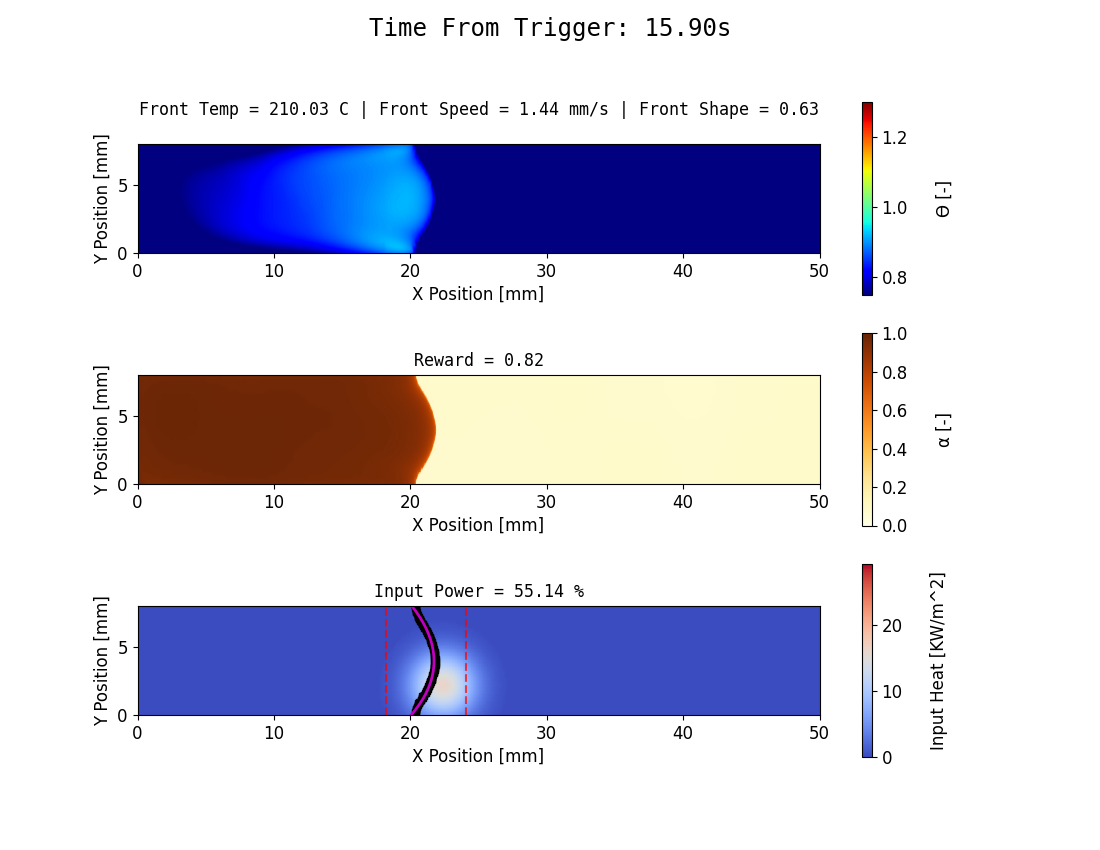 Time From Trigger: 15.90s
Front Temp = 210.03 C | Front Speed = 1.44 mm/s | Front Shape = 0.63
Y Position [mm]
5
0
0 10 20 30 40 50
X Position [mm]
1.2
1.0
0.8
Θ [-]
Reward = 0.82
Y Position [mm]
5
0
0 10 20 30 40 50
X Position [mm]
1.0
0.8
0.6
0.4
0.2
0.0
α [-]
Input Power = 55.14 %
Y Position [mm]
5
0
0 10 20 30 40 50
X Position [mm]
20
10
0
Input Heat [KW/m^2]